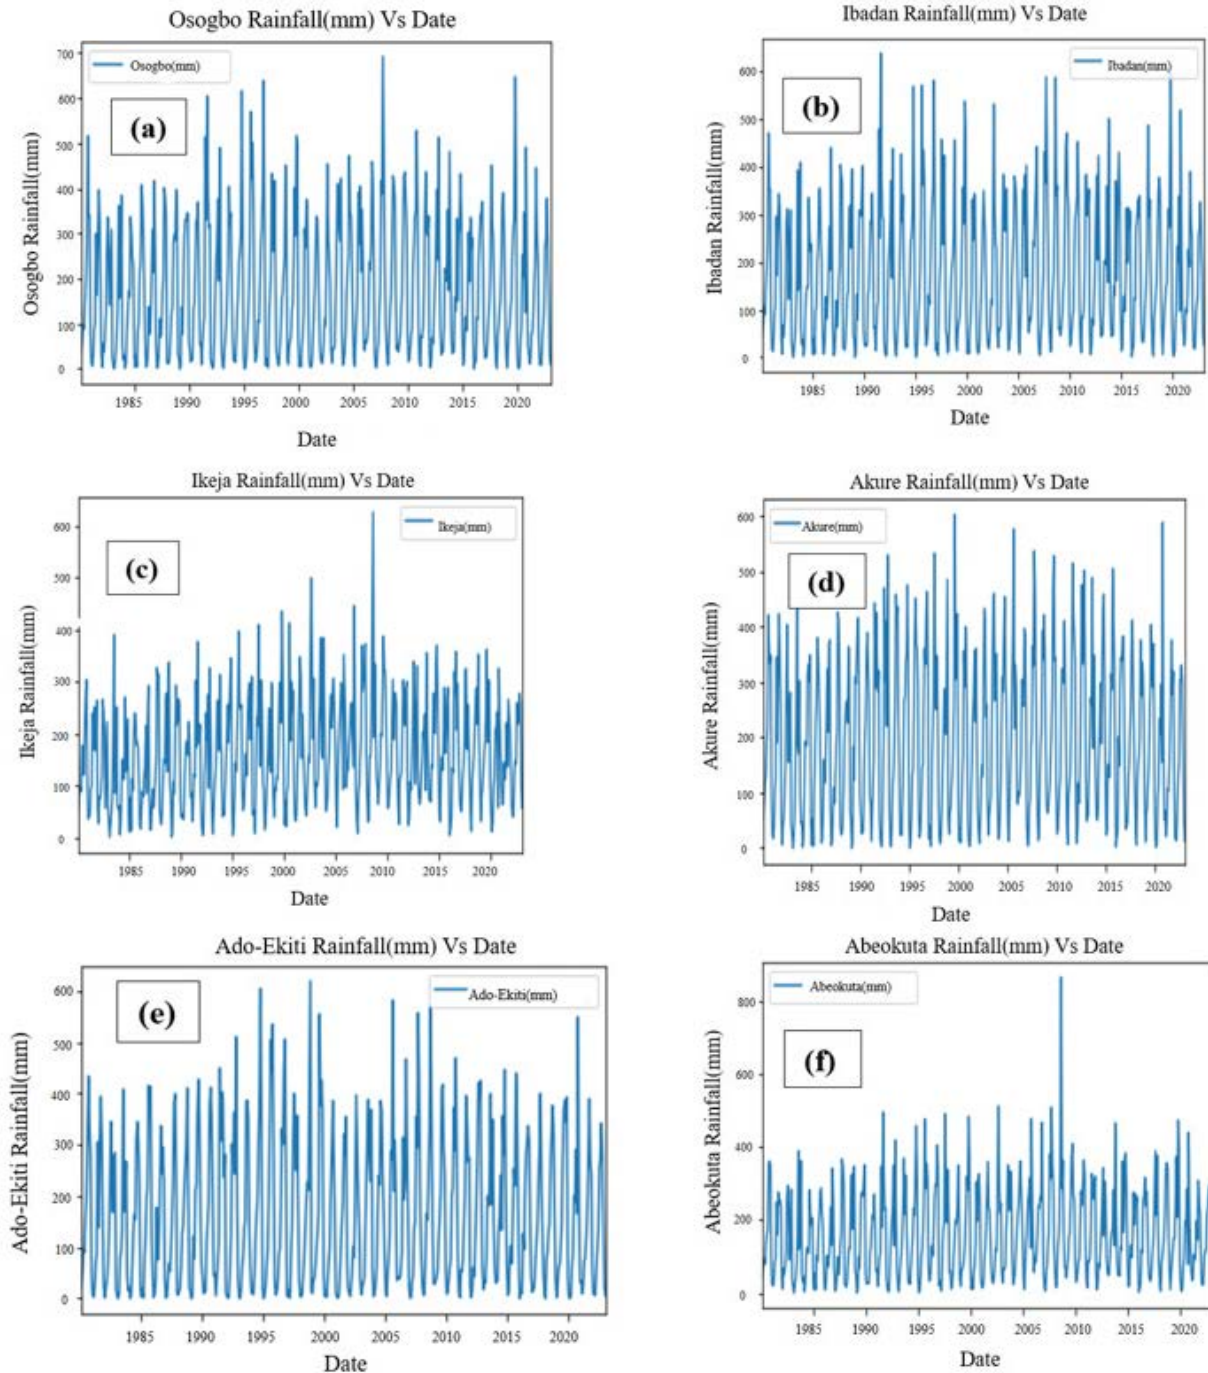 Osogbo Rainfall(mm) Vs Date
Osogbo(mm)
(a)
Osogbo Rainfall(mm)
700
600
500
400
300
200
100
0
1985 1990 1995 2000 2005 2010 2015 2020
Date
Ibadan Rainfall(mm) Vs Date
Ibadan(mm)
(b)
Ibadan Rainfall(mm)
600
500
400
300
200
100
0
1985 1990 1995 2000 2005 2010 2015 2020
Date
Ikeja Rainfall(mm) Vs Date
Ikeja(mm)
(c)
Ikeja Rainfall(mm)
600
500
400
300
200
100
0
1985 1990 1995 2000 2005 2010 2015 2020
Date
Akure Rainfall(mm) Vs Date
Akure(mm)
(d)
Akure Rainfall(mm)
600
500
400
300
200
100
0
1985 1990 1995 2000 2005 2010 2015 2020
Date
Ado-Ekiti Rainfall(mm) Vs Date
Ado-Ekiti(mm)
(e)
Ado-Ekiti Rainfall(mm)
600
500
400
300
200
100
0
1985 1990 1995 2000 2005 2010 2015 2020
Date
Abeokuta Rainfall(mm) Vs Date
Abeokuta(mm)
(f)
Abeokuta Rainfall(mm)
800
600
400
200
0
1985 1990 1995 2000 2005 2010 2015 2020
Date